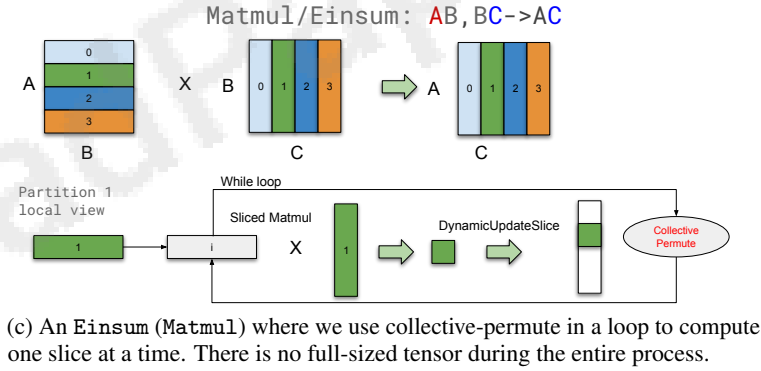 Matmul/Einsum: AB,BC->AC
A
0
1
2
3
B
X
B
0 1 2 3
C
A
0 1 2 3
C
Partition 1
local view
While loop
1
i
Sliced Matmul
X
1
DynamicUpdateSlice
Collective
Permute
(c) An Einsum (Matmul) where we use collective-permute in a loop to compute
one slice at a time. There is no full-sized tensor during the entire process.